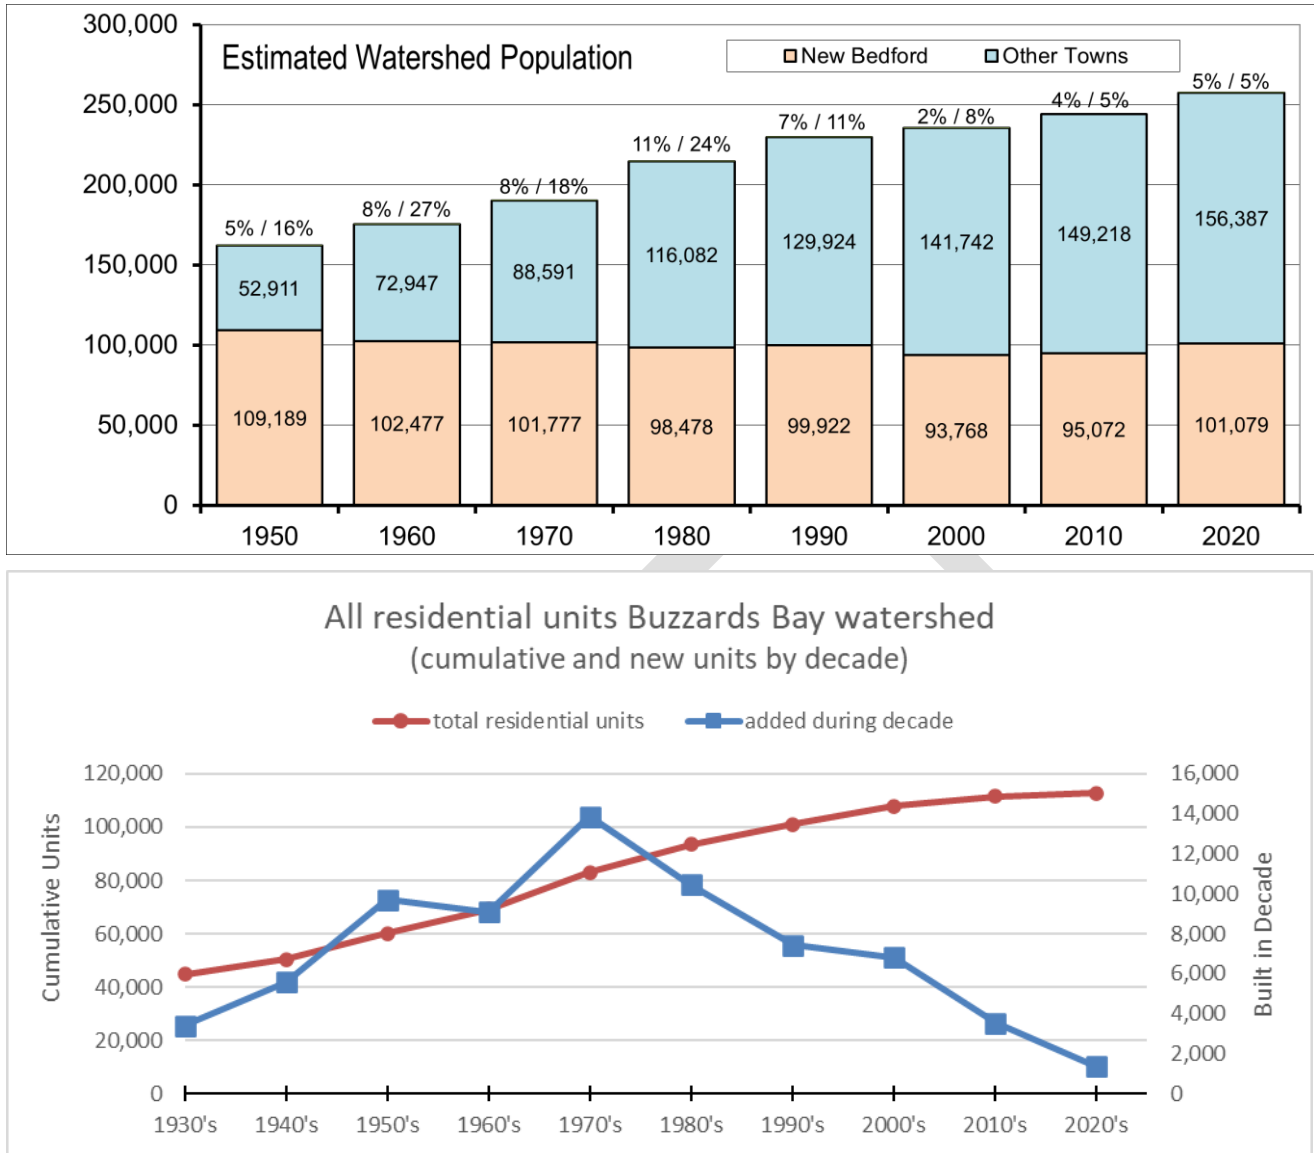 300,000
Estimated Watershed Population
New Bedford Other Towns
250,000
5% / 16%
8% / 27%
8% / 18%
11% / 24%
7% / 11%
2% / 8%
4% / 5%
5% / 5%
200,000
150,000
52,911 72,947 88,591 116,082 129,924 141,742 149,218 156,387
100,000
109,189 102,477 101,777 98,478 99,922 93,768 95,072 101,079
50,000
0
1950 1960 1970 1980 1990 2000 2010 2020
All residential units Buzzards Bay watershed
(cumulative and new units by decade)
total residential units added during decade
Cumulative Units
120,000
100,000
80,000
60,000
40,000
20,000
0
16,000
14,000
12,000
10,000
8,000
6,000
4,000
2,000
0
Built in Decade
1930's 1940's 1950's 1960's 1970's 1980's 1990's 2000's 2010's 2020's